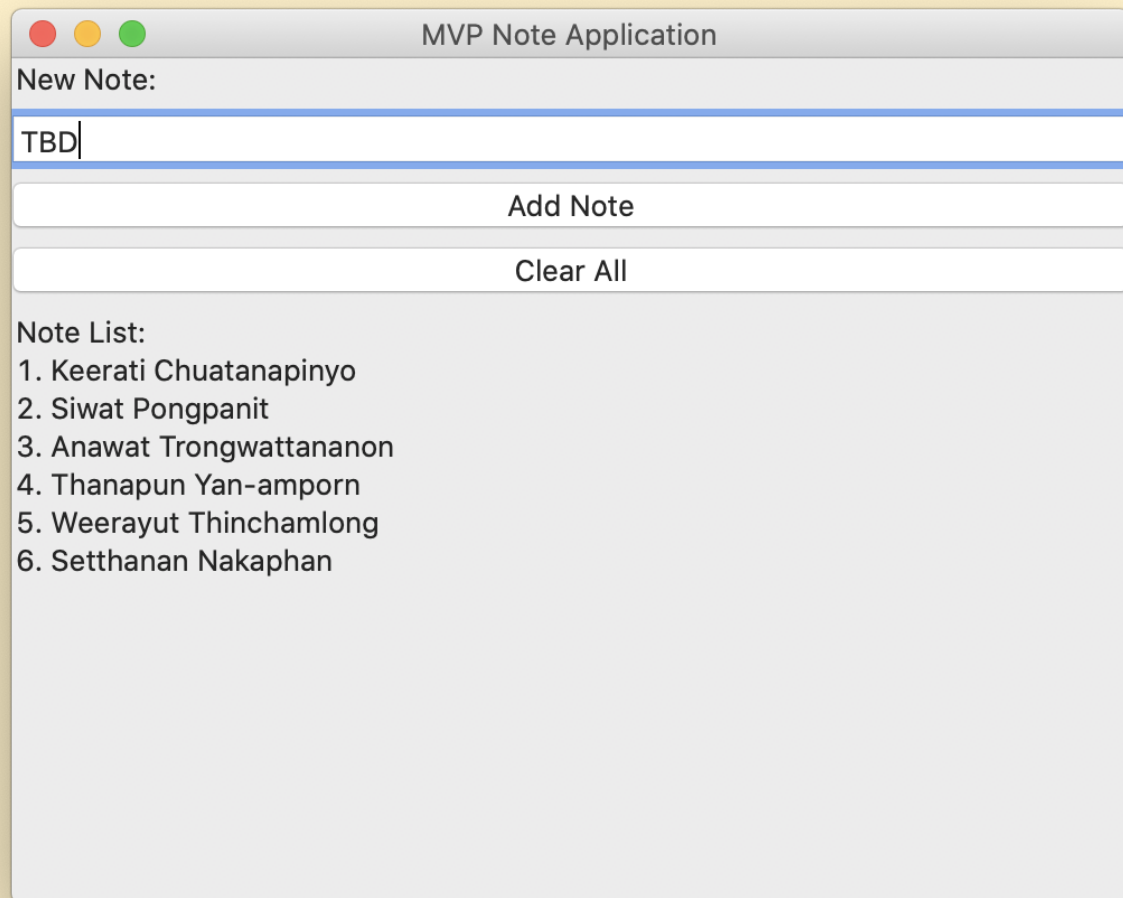 MVP Note Application
New Note:
TBD
Add Note
Clear All
Note List:
1. Keerati Chuatanapinyo
2. Siwat Pongpanit
3. Anawat Trongwattananon
4. Thanapun Yan-amporn
5. Weerayut Thinchamlong
6. Setthanan Nakaphan